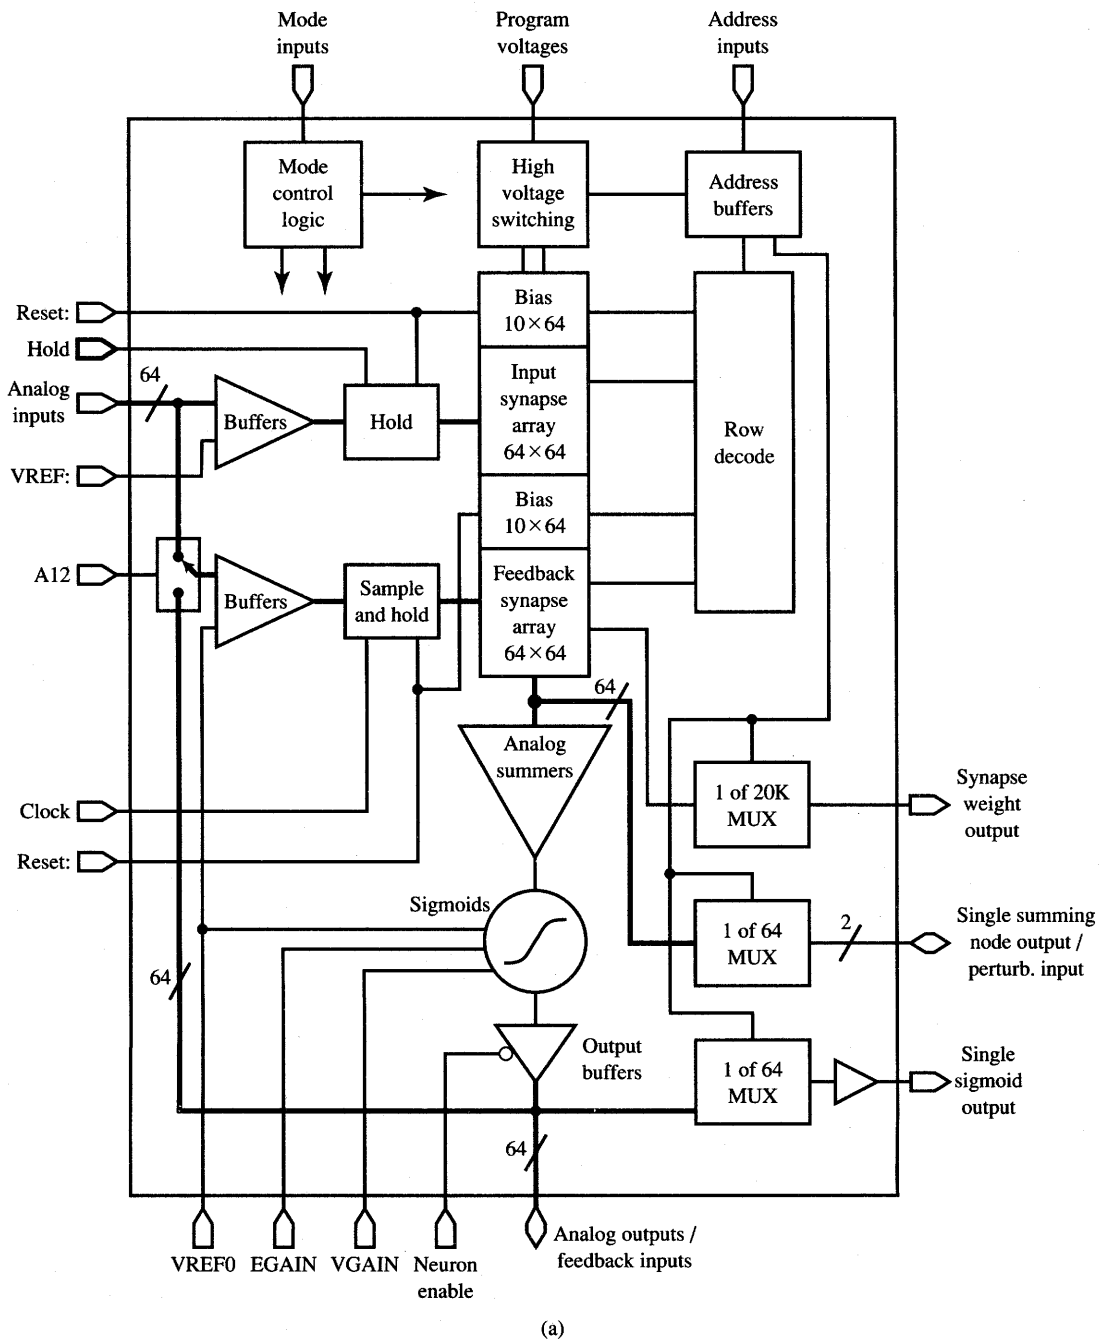 Mode
inputs
Program
voltages
Address
inputs
Mode
control
logic
High
voltage
switching
Address
buffers
Reset:
Bias
10×64
Hold
Analog
inputs
64
Buffers
Hold
Input
synapse
array
64×64
Row
decode
VREF:
Bias
10×64
A12
Buffers
Sample
and hold
Feedback
synapse
array
64×64
64
Analog
summers
Clock
1 of 20K
MUX
Synapse
weight
output
Reset:
Sigmoids
1 of 64
MUX
2
Single summing
node output /
perturb. input
64
Output
buffers
1 of 64
MUX
Single
sigmoid
output
64
VREF0
EGAIN
VGAIN
Neuron
enable
Analog outputs /
feedback inputs
(a)